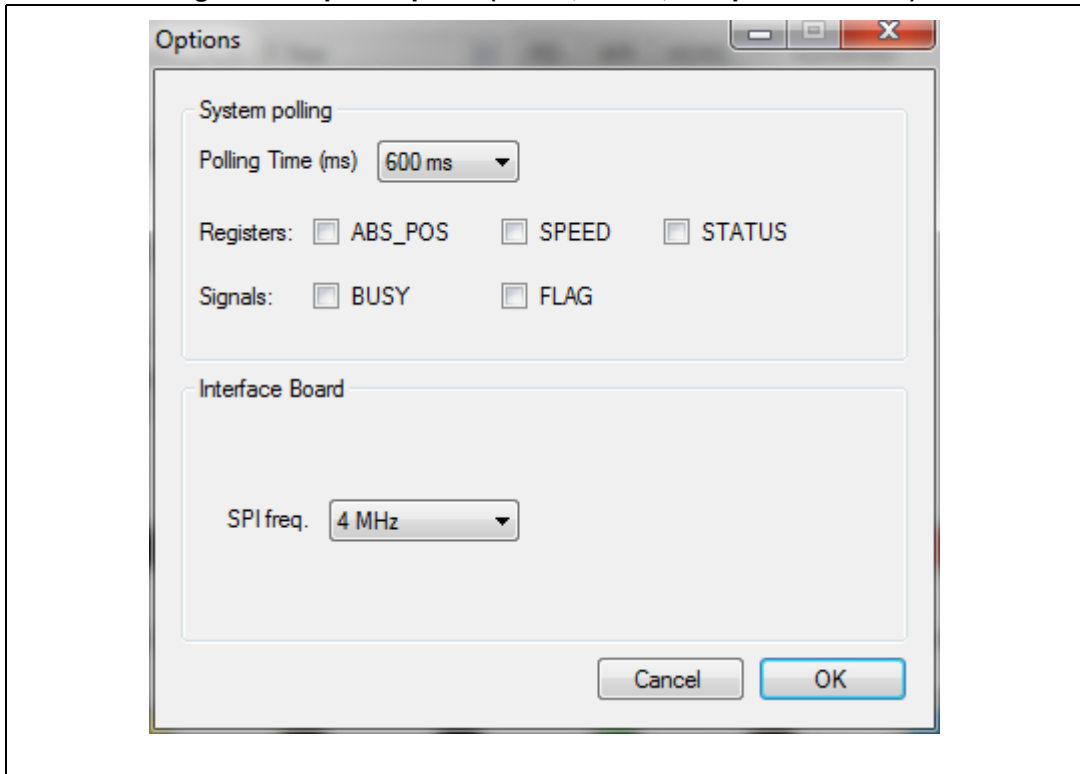 Options
System polling
Polling Time (ms) 600 ms
Registers: ABS_POS SPEED STATUS
Signals: BUSY FLAG
Interface Board
SPI freq. 4 MHz
Cancel OK